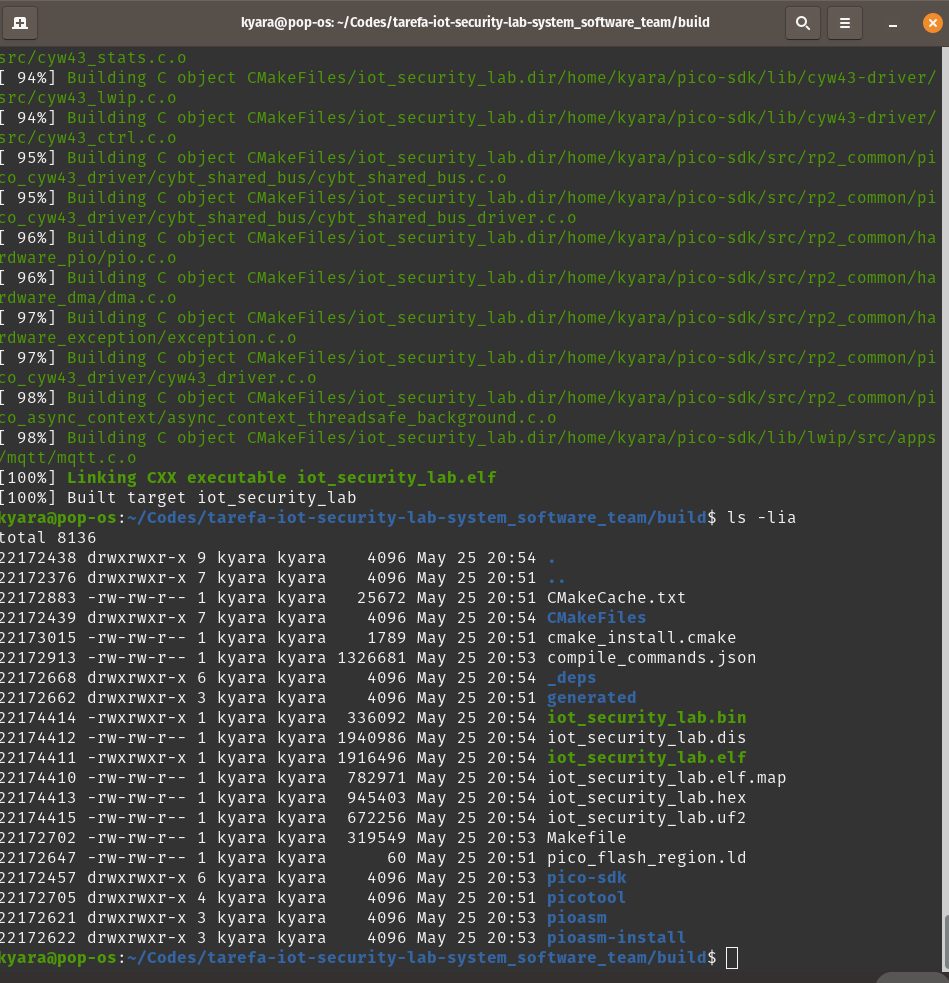 kyara@pop-os: ~/Codes/tarefa-iot-security-lab-system_software_team/build
src/cyw43_stats.c.o
[ 94%] Building C object CMakeFiles/iot_security_lab.dir/home/kyara/pico-sdk/lib/cyw43-driver/
src/cyw43_lwip.c.o
[ 94%] Building C object CMakeFiles/iot_security_lab.dir/home/kyara/pico-sdk/lib/cyw43-driver/
src/cyw43_ctrl.c.o
[ 95%] Building C object CMakeFiles/iot_security_lab.dir/home/kyara/pico-sdk/src/rp2_common/pi
co_cyw43_driver/cybt_shared_bus/cybt_shared_bus.c.o
[ 95%] Building C object CMakeFiles/iot_security_lab.dir/home/kyara/pico-sdk/src/rp2_common/pi
co_cyw43_driver/cybt_shared_bus/cybt_shared_bus_driver.c.o
[ 96%] Building C object CMakeFiles/iot_security_lab.dir/home/kyara/pico-sdk/src/rp2_common/ha
rdware_pio/pio.c.o
[ 96%] Building C object CMakeFiles/iot_security_lab.dir/home/kyara/pico-sdk/src/rp2_common/ha
rdware_dma/dma.c.o
[ 97%] Building C object CMakeFiles/iot_security_lab.dir/home/kyara/pico-sdk/src/rp2_common/ha
rdware_exception/exception.c.o
[ 97%] Building C object CMakeFiles/iot_security_lab.dir/home/kyara/pico-sdk/src/rp2_common/pi
co_cyw43_driver/cyw43_driver.c.o
[ 98%] Building C object CMakeFiles/iot_security_lab.dir/home/kyara/pico-sdk/src/rp2_common/pi
co_async_context/async_context_threadsafe_background.c.o
[ 98%] Building C object CMakeFiles/iot_security_lab.dir/home/kyara/pico-sdk/lib/lwip/src/apps
/mqtt/mqtt.c.o
[100%] Linking CXX executable iot_security_lab.elf
[100%] Built target iot_security_lab
kyara@pop-os:~/Codes/tarefa-iot-security-lab-system_software_team/build$ ls -lia
total 8136
22172438 drwxrwxr-x 9 kyara kyara    4096 May 25 20:54 .
22172376 drwxrwxr-x 7 kyara kyara    4096 May 25 20:51 ..
22172883 -rw-rw-r-- 1 kyara kyara   25672 May 25 20:51 CMakeCache.txt
22172439 drwxrwxr-x 7 kyara kyara    4096 May 25 20:54 CMakeFiles
22173015 -rw-rw-r-- 1 kyara kyara    1789 May 25 20:51 cmake_install.cmake
22172913 -rw-rw-r-- 1 kyara kyara 1326681 May 25 20:53 compile_commands.json
22172668 drwxrwxr-x 6 kyara kyara    4096 May 25 20:54 _deps
22172662 drwxrwxr-x 3 kyara kyara    4096 May 25 20:51 generated
22174414 -rwxrwxr-x 1 kyara kyara  336092 May 25 20:54 iot_security_lab.bin
22174412 -rw-rw-r-- 1 kyara kyara 1940986 May 25 20:54 iot_security_lab.dis
22174411 -rwxrwxr-x 1 kyara kyara 1916496 May 25 20:54 iot_security_lab.elf
22174410 -rw-rw-r-- 1 kyara kyara  782971 May 25 20:54 iot_security_lab.elf.map
22174413 -rw-rw-r-- 1 kyara kyara  945403 May 25 20:54 iot_security_lab.hex
22174415 -rw-rw-r-- 1 kyara kyara  672256 May 25 20:54 iot_security_lab.uf2
22172702 -rw-rw-r-- 1 kyara kyara  319549 May 25 20:53 Makefile
22172647 -rw-rw-r-- 1 kyara kyara      60 May 25 20:51 pico_flash_region.ld
22172457 drwxrwxr-x 6 kyara kyara    4096 May 25 20:53 pico-sdk
22172705 drwxrwxr-x 4 kyara kyara    4096 May 25 20:51 picotool
22172621 drwxrwxr-x 3 kyara kyara    4096 May 25 20:53 pioasm
22172622 drwxrwxr-x 3 kyara kyara    4096 May 25 20:53 pioasm-install
kyara@pop-os:~/Codes/tarefa-iot-security-lab-system_software_team/build$